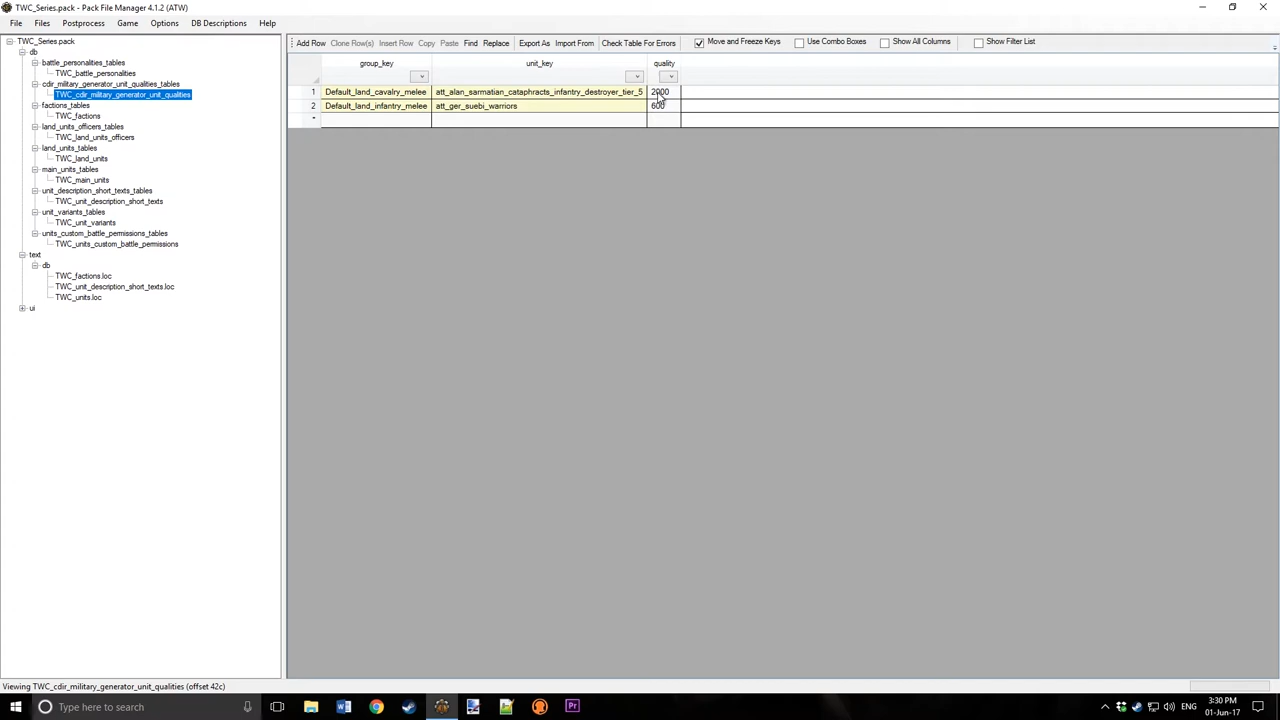 TWC_Series.pack - Pack File Manager 4.1.2 (ATW)
File Files Postprocess Game Options DB Descriptions Help
TWC_Series.pack
db
battle_personalities_tables
TWC_battle_personalities
cdir_military_generator_unit_qualities_tables
TWC_cdir_military_generator_unit_qualities
factions_tables
TWC_factions
land_units_officers_tables
TWC_land_units_officers
land_units_tables
TWC_land_units
main_units_tables
TWC_main_units
unit_description_short_texts_tables
TWC_unit_description_short_texts
unit_variants_tables
TWC_unit_variants
units_custom_battle_permissions_tables
TWC_units_custom_battle_permissions
text
db
TWC_factions.loc
TWC_unit_description_short_texts.loc
TWC_units.loc
ui
Add Row Clone Row(s) Insert Row Copy Paste Find Replace Export As Import From Check Table For Errors Move and Freeze Keys Use Combo Boxes Show All Columns Show Filter List
group_key unit_key quality
1 Default_land_cavalry_melee att_alan_sarmatian_cataphracts_infantry_destroyer_tier_5 2000
2 Default_land_infantry_melee att_ger_suebi_warriors 600
*
Viewing TWC_cdir_military_generator_unit_qualities (offset 42c)
Type here to search
ENG
3:30 PM
01-Jun-17